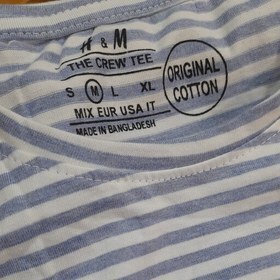 H & M
THE CREW TEE
S M L XL
MIX EUR USA IT
MADE IN BANGLADESH
ORIGINAL
COTTON